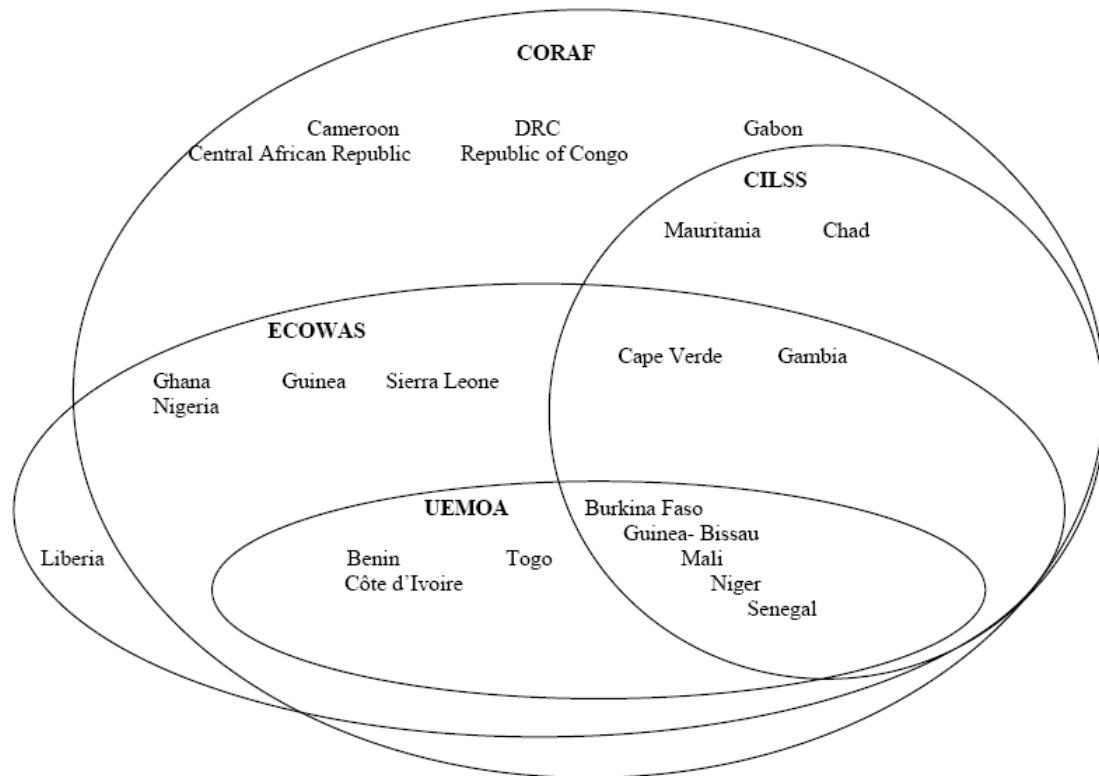 CORAF
Cameroon DRC Gabon
Central African Republic Republic of Congo
CILSS
Mauritania Chad
ECOWAS
Cape Verde Gambia
Ghana Guinea Sierra Leone
Nigeria
UEMOA Burkina Faso
Guinea- Bissau
Liberia Benin Togo Mali
Côte d’Ivoire Niger
Senegal